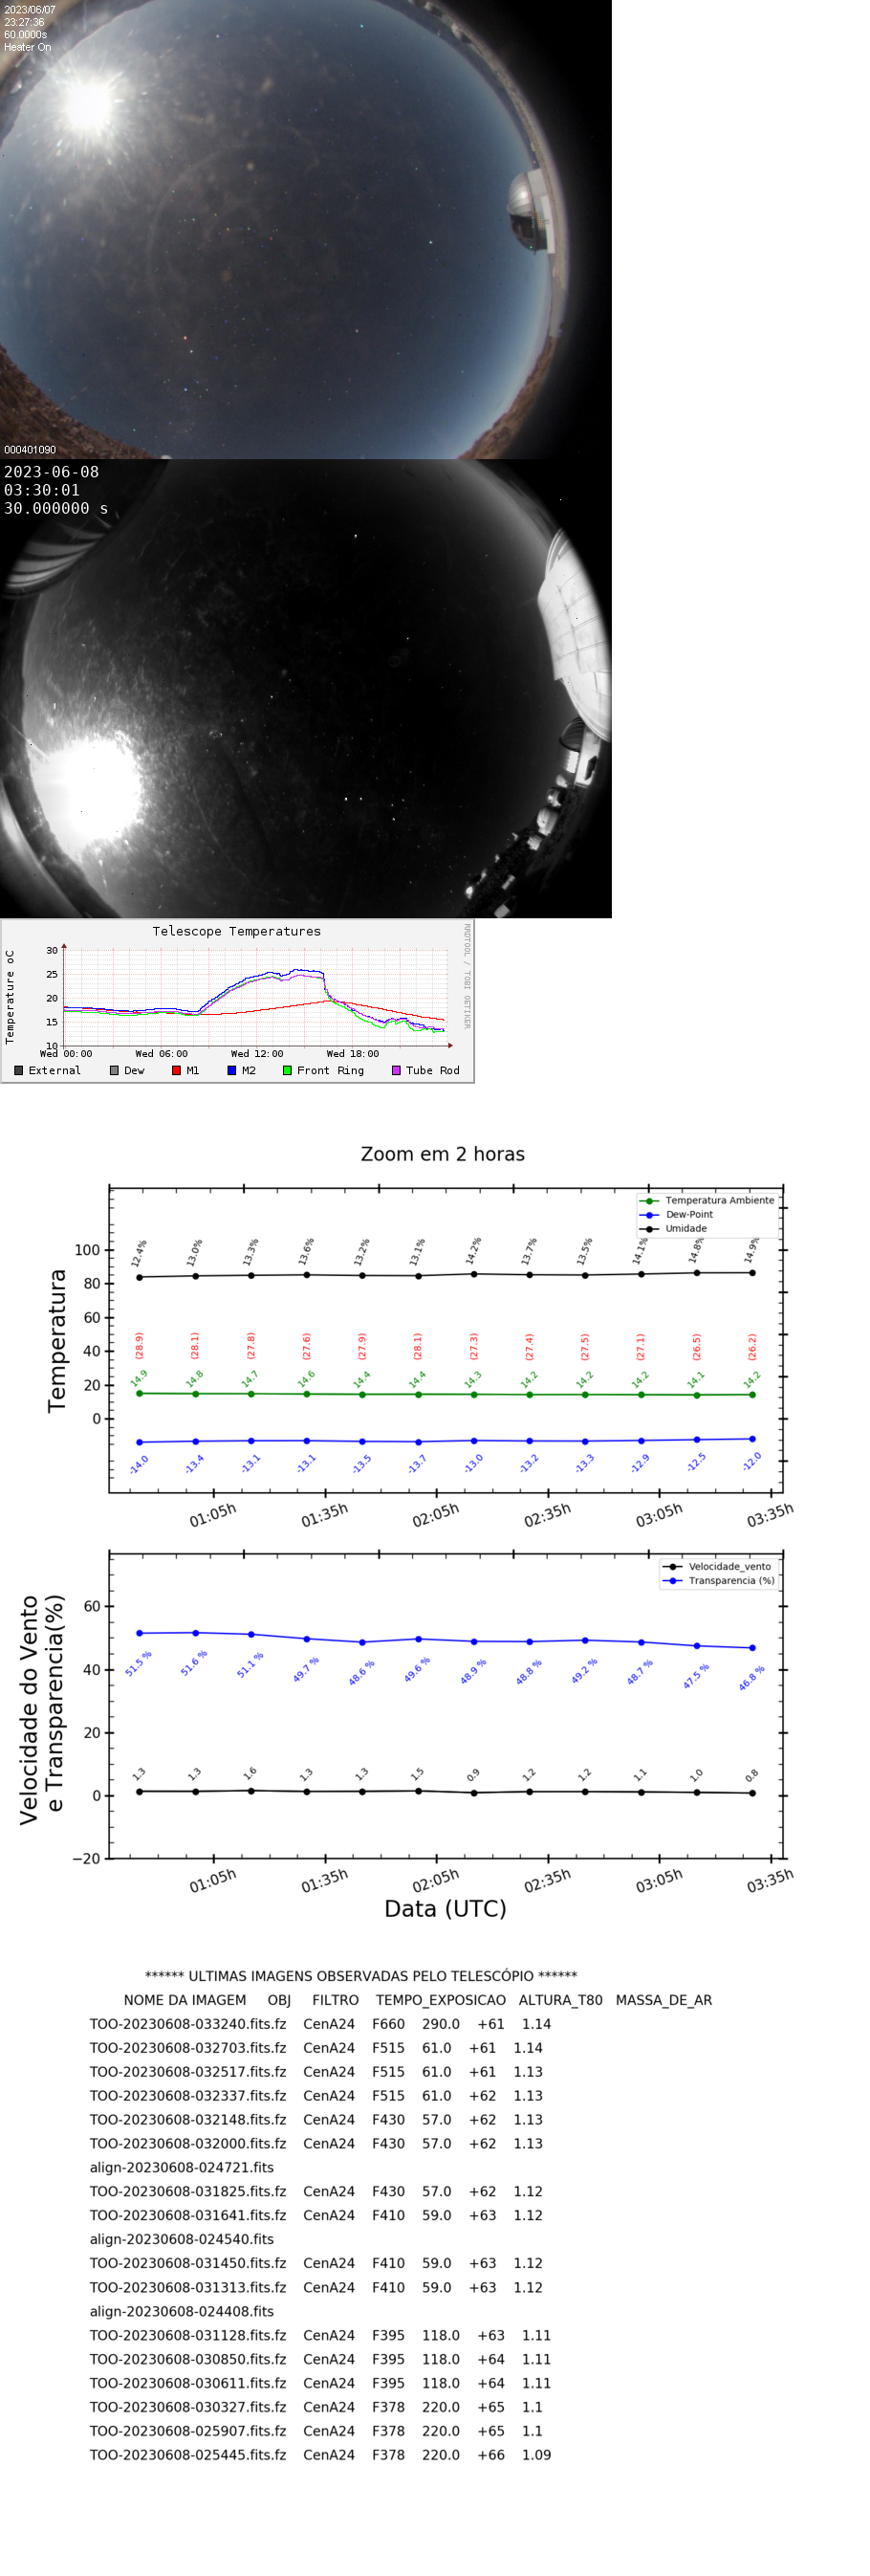 2023/06/07
23:27:36
60.0000s
Heater On
000401090
2023-06-08
03:30:01
30.000000 s
Telescope Temperatures
RRDTOOL / TOBI OETIKER
Temperature oC
30
25
20
15
10
Wed 00:00 Wed 06:00 Wed 12:00 Wed 18:00
External Dew M1 M2 Front Ring Tube Rod
Zoom em 2 horas
Temperatura Ambiente
Dew-Point
Umidade
Temperatura
100
80
60
40
20
0
12.4% 13.0% 13.3% 13.6% 13.2% 13.1% 14.2% 13.7% 13.5% 14.1% 14.8% 14.9%
(28.9) (28.1) (27.8) (27.6) (27.9) (28.1) (27.3) (27.4) (27.5) (27.1) (26.5) (26.2)
14.9 14.8 14.7 14.6 14.4 14.4 14.3 14.2 14.2 14.2 14.1 14.2
-14.0 -13.4 -13.1 -13.1 -13.5 -13.7 -13.0 -13.2 -13.3 -12.9 -12.5 -12.0
01:05h 01:35h 02:05h 02:35h 03:05h 03:35h
Velocidade_vento
Transparencia (%)
Velocidade do Vento
e Transparencia(%)
60
40
20
0
−20
51.5 % 51.6 % 51.1 % 49.7 % 48.6 % 49.6 % 48.9 % 48.8 % 49.2 % 48.7 % 47.5 % 46.8 %
1.3 1.3 1.6 1.3 1.3 1.5 0.9 1.2 1.2 1.1 1.0 0.8
01:05h 01:35h 02:05h 02:35h 03:05h 03:35h
Data (UTC)
****** ULTIMAS IMAGENS OBSERVADAS PELO TELESCÓPIO ******
NOME DA IMAGEM OBJ FILTRO TEMPO_EXPOSICAO ALTURA_T80 MASSA_DE_AR
TOO-20230608-033240.fits.fz CenA24 F660 290.0 +61 1.14
TOO-20230608-032703.fits.fz CenA24 F515 61.0 +61 1.14
TOO-20230608-032517.fits.fz CenA24 F515 61.0 +61 1.13
TOO-20230608-032337.fits.fz CenA24 F515 61.0 +62 1.13
TOO-20230608-032148.fits.fz CenA24 F430 57.0 +62 1.13
TOO-20230608-032000.fits.fz CenA24 F430 57.0 +62 1.13
align-20230608-024721.fits
TOO-20230608-031825.fits.fz CenA24 F430 57.0 +62 1.12
TOO-20230608-031641.fits.fz CenA24 F410 59.0 +63 1.12
align-20230608-024540.fits
TOO-20230608-031450.fits.fz CenA24 F410 59.0 +63 1.12
TOO-20230608-031313.fits.fz CenA24 F410 59.0 +63 1.12
align-20230608-024408.fits
TOO-20230608-031128.fits.fz CenA24 F395 118.0 +63 1.11
TOO-20230608-030850.fits.fz CenA24 F395 118.0 +64 1.11
TOO-20230608-030611.fits.fz CenA24 F395 118.0 +64 1.11
TOO-20230608-030327.fits.fz CenA24 F378 220.0 +65 1.1
TOO-20230608-025907.fits.fz CenA24 F378 220.0 +65 1.1
TOO-20230608-025445.fits.fz CenA24 F378 220.0 +66 1.09